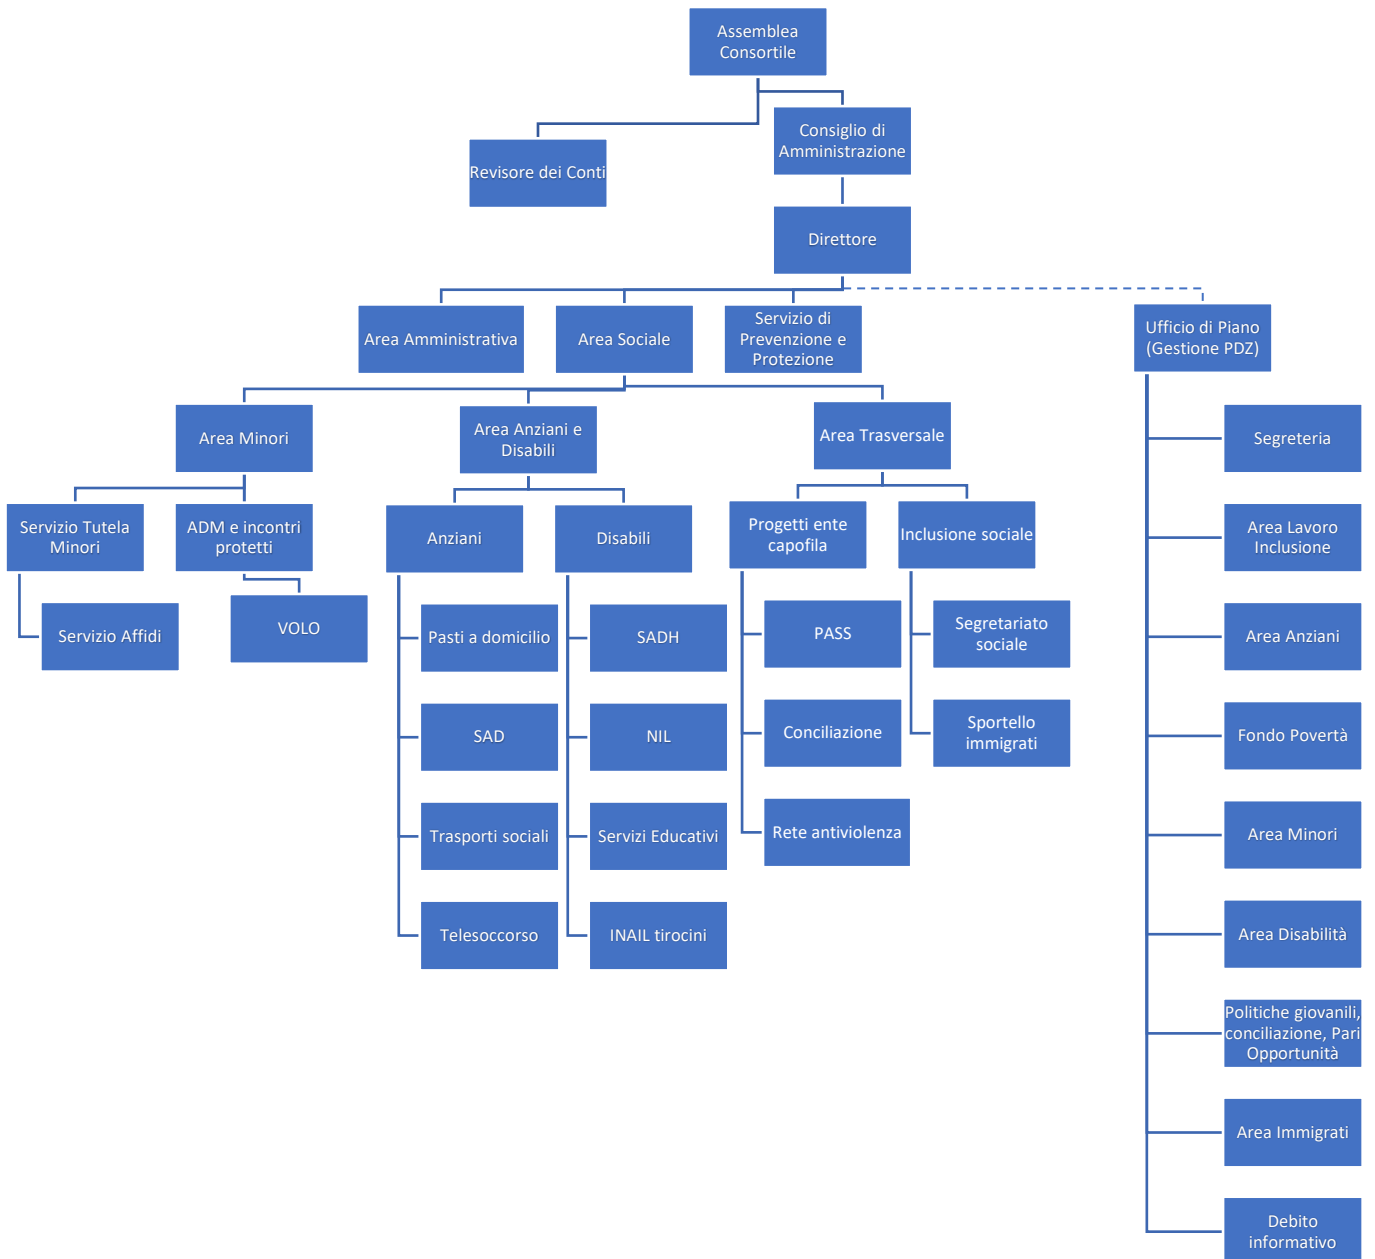 Assemblea
Consortile
Consiglio di
Amministrazione
Revisore dei Conti
Direttore
Area Amministrativa
Area Sociale
Servizio di
Prevenzione e
Protezione
Ufficio di Piano
(Gestione PDZ)
Area Minori
Area Anziani e
Disabili
Area Trasversale
Segreteria
Servizio Tutela
Minori
ADM e incontri
protetti
Anziani
Disabili
Progetti ente
capofila
Inclusione sociale
Area Lavoro
Inclusione
Servizio Affidi
VOLO
Pasti a domicilio
SADH
PASS
Segretariato
sociale
Area Anziani
SAD
NIL
Conciliazione
Sportello
immigrati
Fondo Povertà
Trasporti sociali
Servizi Educativi
Rete antiviolenza
Area Minori
Telesoccorso
INAIL tirocini
Area Disabilità
Politiche giovanili,
conciliazione, Pari
Opportunità
Area Immigrati
Debito
informativo